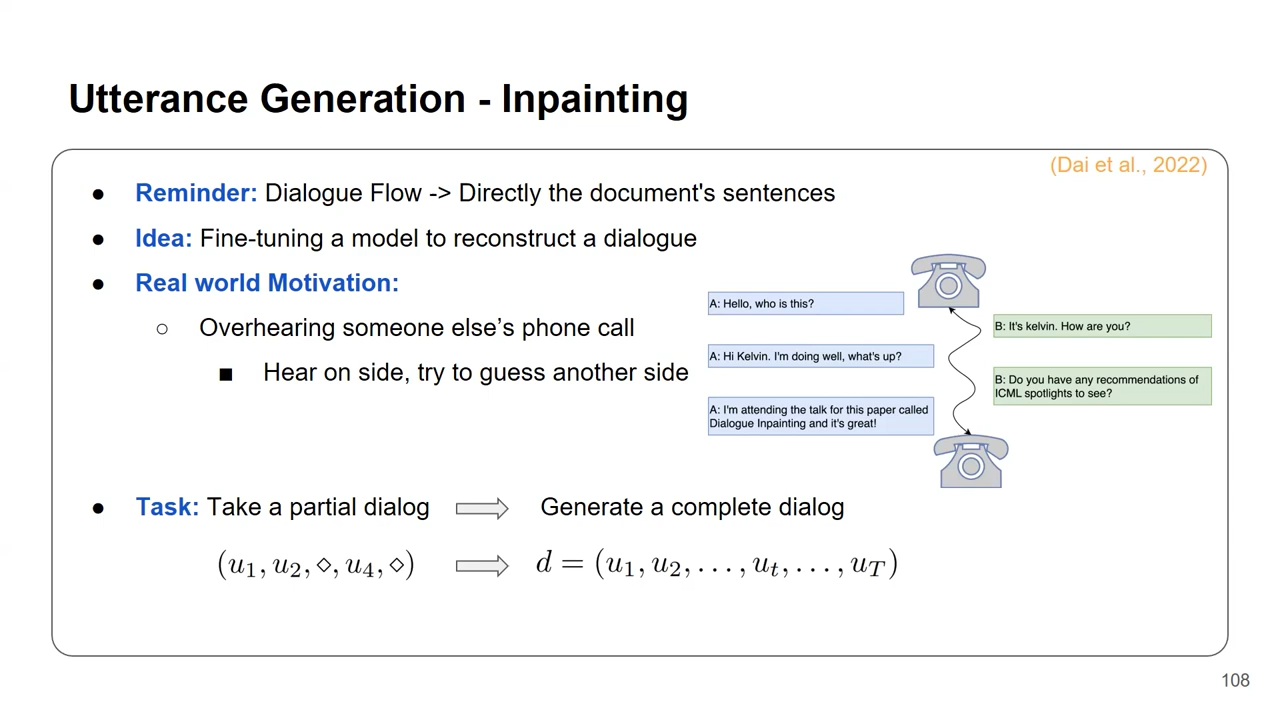 Utterance Generation - Inpainting
(Dai et al., 2022)
● Reminder: Dialogue Flow -> Directly the document's sentences
● Idea: Fine-tuning a model to reconstruct a dialogue
● Real world Motivation:
○ Overhearing someone else’s phone call
■ Hear on side, try to guess another side
A: Hello, who is this?
B: It's kelvin. How are you?
A: Hi Kelvin. I'm doing well, what's up?
B: Do you have any recommendations of
ICML spotlights to see?
A: I'm attending the talk for this paper called
Dialogue Inpainting and it's great!
● Task: Take a partial dialog ⇒ Generate a complete dialog
(u₁, u₂, ⋄, u₄, ⋄) ⇒ d = (u₁, u₂, . . . , uₜ, . . . , u_T)
108